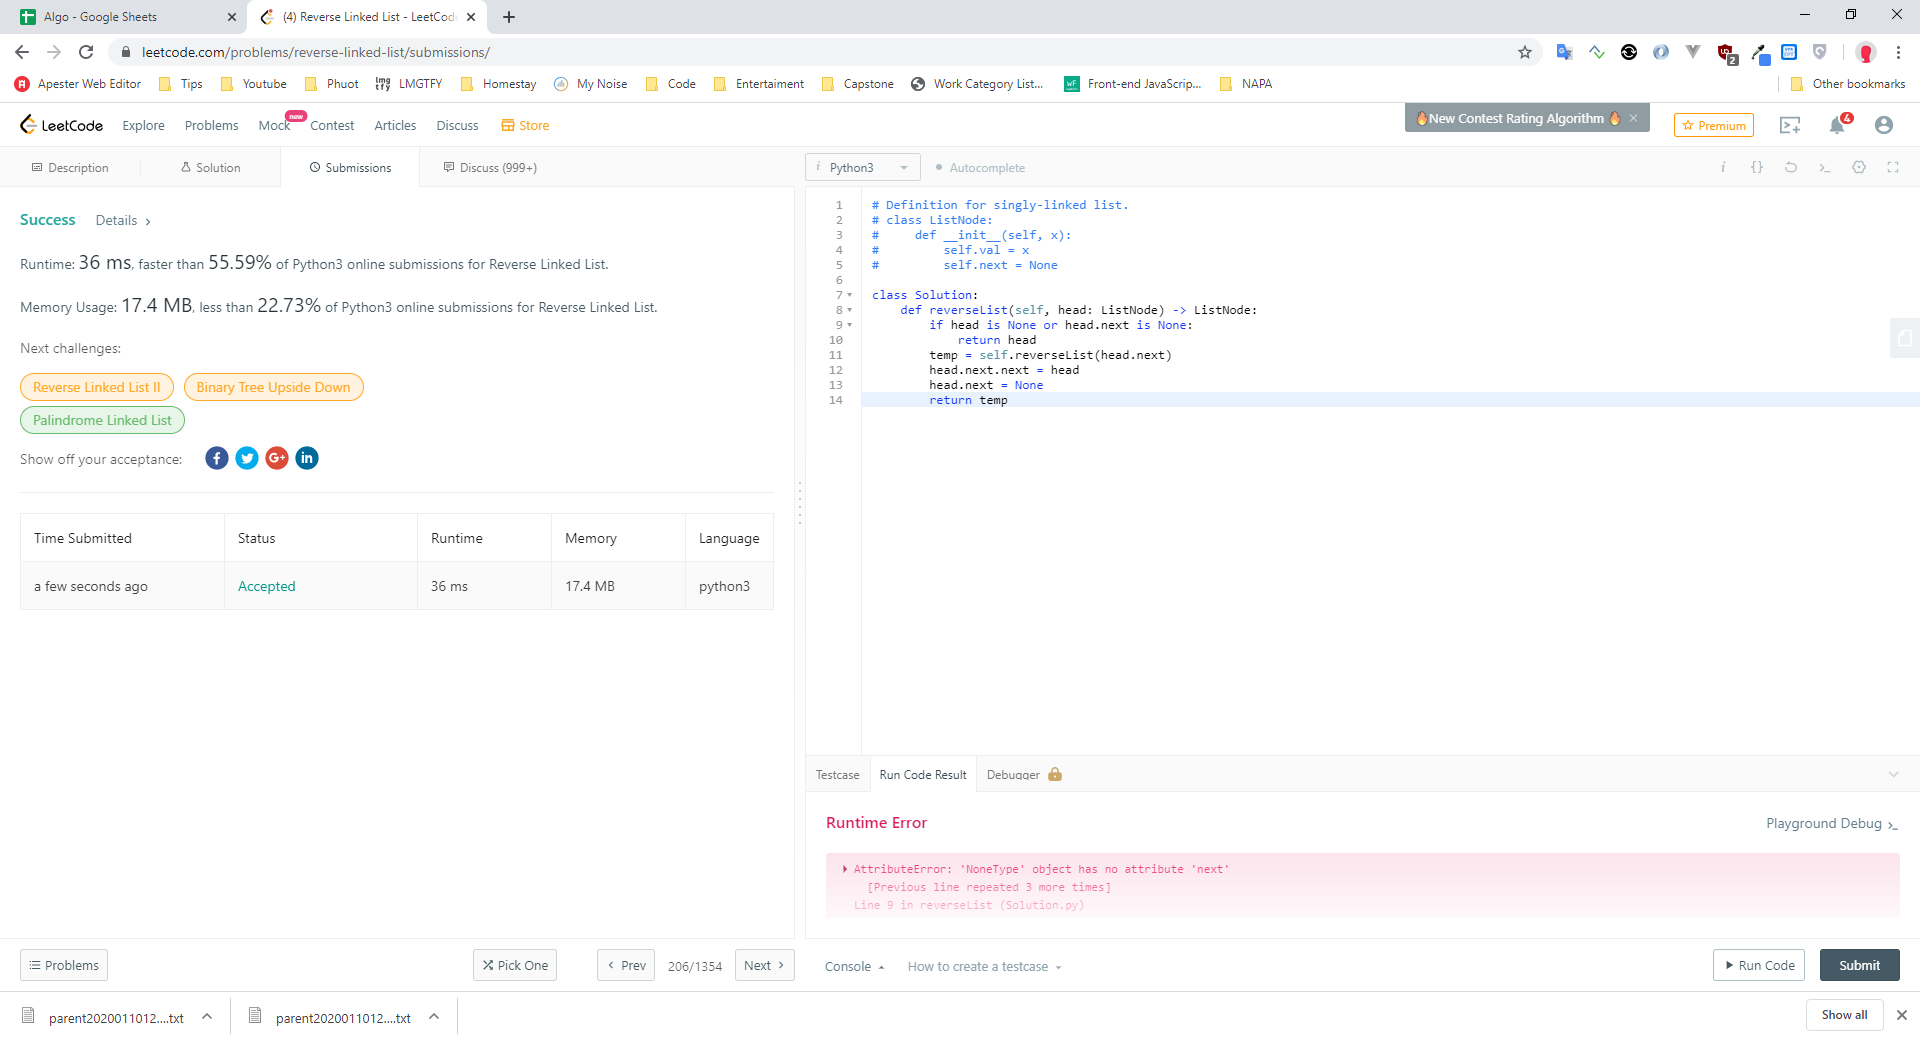 Algo - Google Sheets
(4) Reverse Linked List - LeetCod
leetcode.com/problems/reverse-linked-list/submissions/
Apester Web Editor Tips Youtube Phuot LMGTFY Homestay My Noise Code Entertaiment Capstone Work Category List... Front-end JavaScrip... NAPA Other bookmarks
LeetCode Explore Problems Mock new Contest Articles Discuss Store
🔥New Contest Rating Algorithm 🔥 ×
Premium
4
2
Description Solution Submissions Discuss (999+)
Success Details
Runtime: 36 ms, faster than 55.59% of Python3 online submissions for Reverse Linked List.
Memory Usage: 17.4 MB, less than 22.73% of Python3 online submissions for Reverse Linked List.
Next challenges:
Reverse Linked List II Binary Tree Upside Down
Palindrome Linked List
Show off your acceptance:
Time Submitted Status Runtime Memory Language
a few seconds ago Accepted 36 ms 17.4 MB python3
i Python3 Autocomplete
1 # Definition for singly-linked list.
2 # class ListNode:
3 #     def __init__(self, x):
4 #         self.val = x
5 #         self.next = None
6
7 class Solution:
8     def reverseList(self, head: ListNode) -> ListNode:
9         if head is None or head.next is None:
10             return head
11         temp = self.reverseList(head.next)
12         head.next.next = head
13         head.next = None
14         return temp
Testcase Run Code Result Debugger
Runtime Error Playground Debug
AttributeError: 'NoneType' object has no attribute 'next'
[Previous line repeated 3 more times]
Line 9 in reverseList (Solution.py)
Problems Pick One Prev 206/1354 Next Console How to create a testcase Run Code Submit
parent2020011012....txt parent2020011012....txt Show all